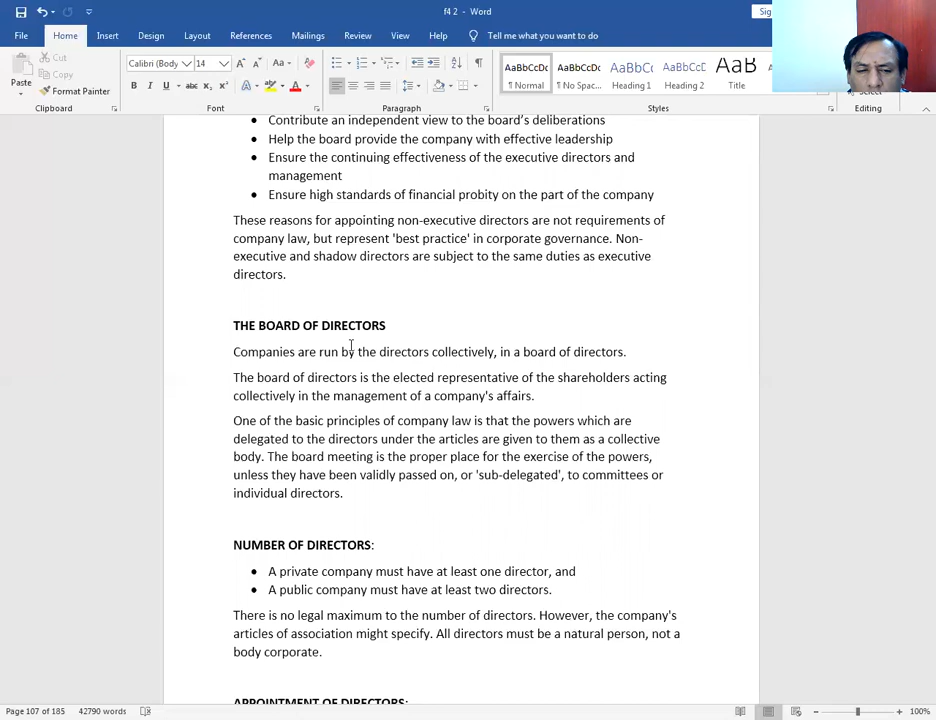 f4 2 - Word
Sig
File Home Insert Design Layout References Mailings Review View Help Tell me what you want to do
Paste
Cut
Copy
Format Painter
Calibri (Body 14
B I U
¶
AaBbCcDc AaBbCcDc AaBbCc AaBbCcD AaB
¶ Normal ¶ No Spac... Heading 1 Heading 2 Title
Clipboard Font Paragraph Styles Editing
• Contribute an independent view to the board's deliberations
• Help the board provide the company with effective leadership
• Ensure the continuing effectiveness of the executive directors and
management
• Ensure high standards of financial probity on the part of the company
These reasons for appointing non-executive directors are not requirements of
company law, but represent 'best practice' in corporate governance. Non-
executive and shadow directors are subject to the same duties as executive
directors.
THE BOARD OF DIRECTORS
Companies are run by the directors collectively, in a board of directors.
The board of directors is the elected representative of the shareholders acting
collectively in the management of a company's affairs.
One of the basic principles of company law is that the powers which are
delegated to the directors under the articles are given to them as a collective
body. The board meeting is the proper place for the exercise of the powers,
unless they have been validly passed on, or 'sub-delegated', to committees or
individual directors.
NUMBER OF DIRECTORS:
• A private company must have at least one director, and
• A public company must have at least two directors.
There is no legal maximum to the number of directors. However, the company's
articles of association might specify. All directors must be a natural person, not a
body corporate.
APPOINTMENT OF DIRECTORS:
Page 107 of 185 42790 words 100%